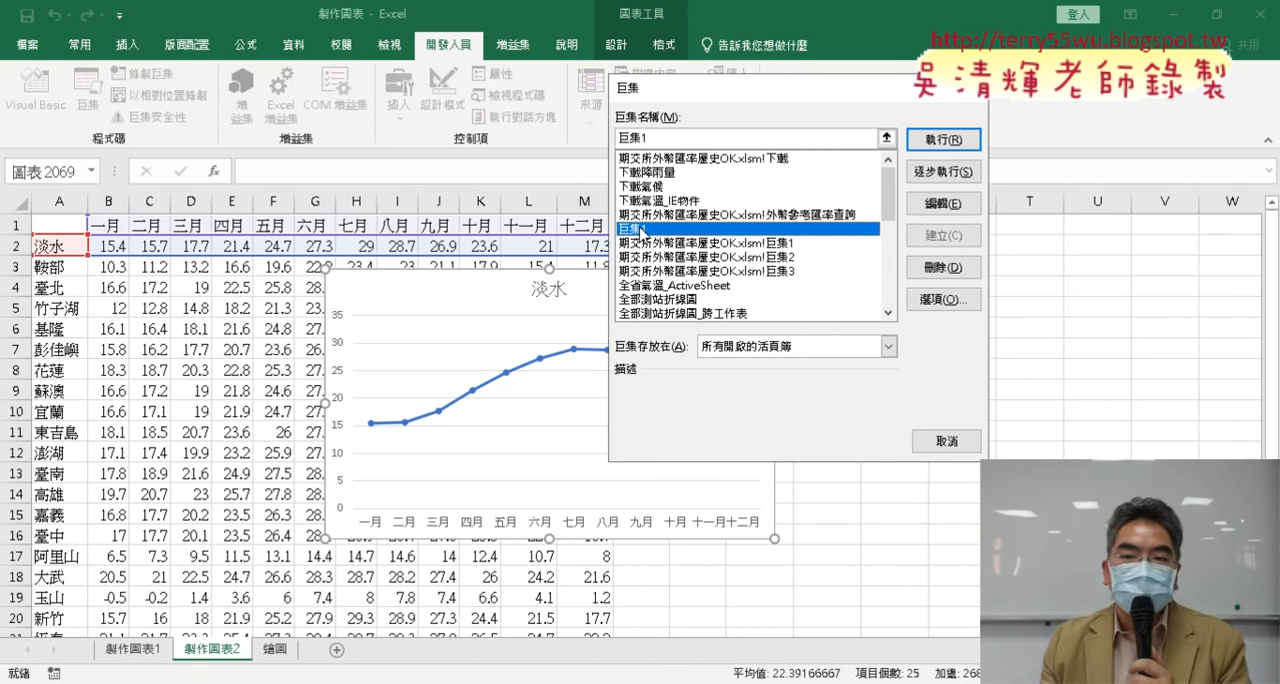 製作圖表 - Excel
圖表工具
登入
檔案 常用 插入 版面配置 公式 資料 校閱 檢視 開發人員 增益集 說明 設計 格式 告訴我您想做什麼 共用
http://terry55wu.blogspot.tw
吳清輝老師錄製
Visual Basic 巨集 錄製巨集
以相對位置錄製
巨集安全性
程式碼
增益集 Excel 增益集 COM 增益集
增益集
插入 設計模式 屬性
檢視程式碼
執行對話方塊
控制項
來源
圖表 2069
fx
巨集
巨集名稱(M):
巨集1
期交所外幣匯率歷史OK.xlsm!下載
下載降雨量
下載氣候
下載氣溫_IE物件
期交所外幣匯率歷史OK.xlsm!外幣參考匯率查詢
巨集1
期交所外幣匯率歷史OK.xlsm!巨集1
期交所外幣匯率歷史OK.xlsm!巨集2
期交所外幣匯率歷史OK.xlsm!巨集3
全省氣溫_ActiveSheet
全部測站折線圖
全部測站折線圖_跨工作表
執行(R)
逐步執行(S)
編輯(E)
建立(C)
刪除(D)
選項(O)...
巨集存放在(A): 所有開啟的活頁簿
描述
取消
A B C D E F G H I J K L M T U V W
1 一月 二月 三月 四月 五月 六月 七月 八月 九月 十月 十一月 十二月
2 淡水 15.4 15.7 17.7 21.4 24.7 27.3 29 28.7 26.9 23.6 21 17.3
3 鞍部 10.3 11.2 13.2 16.6 19.6
4 臺北 16.6 17.2 19 22.5 25.8
5 竹子湖 12 12.8 14.8 18.2 21.3
6 基隆 16.1 16.4 18.1 21.6 24.8
7 彭佳嶼 15.8 16.2 17.7 20.7 23.6
8 花蓮 18.3 18.7 20.3 22.8 25.3
9 蘇澳 16.6 17.2 19 21.8 24.6
10 宜蘭 16.6 17.1 19 21.9 24.7
11 東吉島 18.1 18.5 20.7 23.6 26
12 澎湖 17.1 17.4 19.9 23.2 25.9
13 臺南 17.8 18.9 21.6 24.9 27.5
14 高雄 19.7 20.7 23 25.7 27.8
15 嘉義 16.8 17.7 20.2 23.5 26.3
16 臺中 17 17.7 20.1 23.5 26.4
17 阿里山 6.5 7.3 9.5 11.5 13.1 14.4 14.7 14.6 14 12.4 10.7 8
18 大武 20.5 21 22.5 24.7 26.6 28.3 28.7 28.2 27.4 26 24.2 21.6
19 玉山 -0.5 -0.2 1.4 3.6 6 7.4 8 7.8 7.4 6.6 4.1 1.2
20 新竹 15.7 16 18 21.9 25.2 27.9 29.3 28.9 27.3 24.4 21.5 17.7
淡水
35
30
25
20
15
10
5
0
一月 二月 三月 四月 五月 六月 七月 八月 九月 十月 十一月 十二月
製作圖表1 製作圖表2 繪圖
就緒
平均值: 22.39166667 項目個數: 25 加總: 268